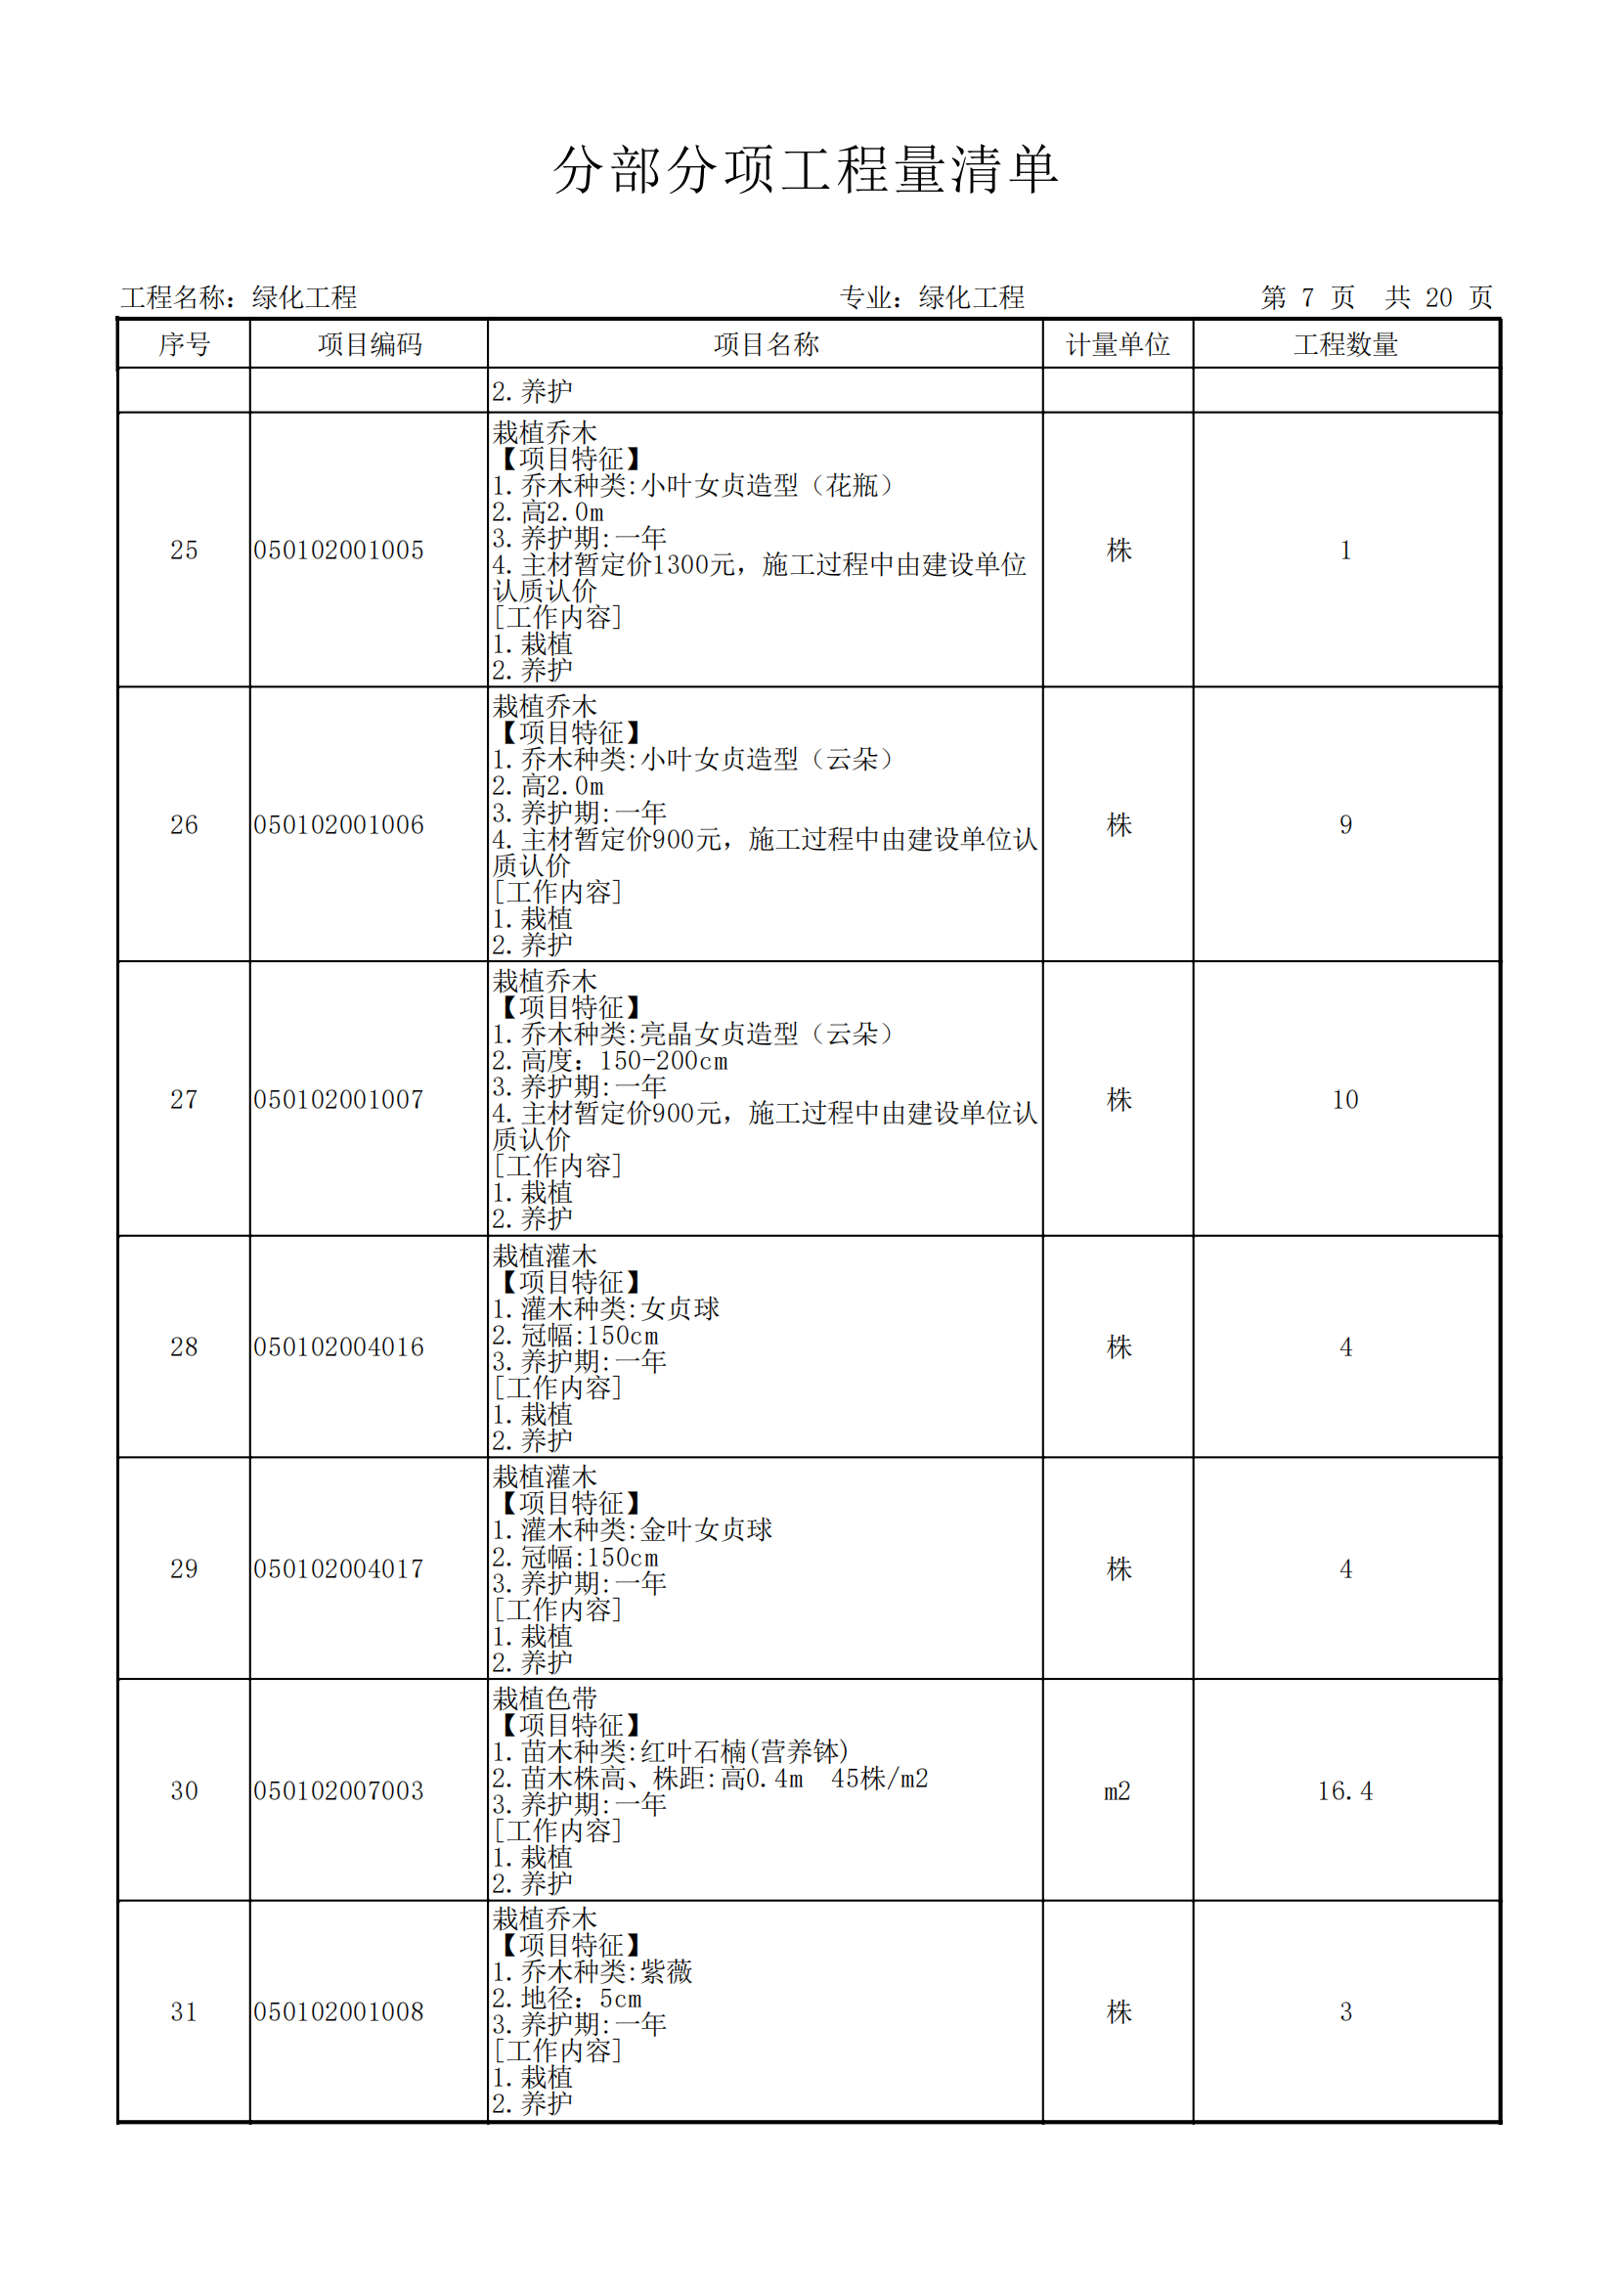 分部分项工程量清单
工程名称：绿化工程 专业：绿化工程 第 7 页 共 20 页
序号 项目编码 项目名称 计量单位 工程数量
2.养护
栽植乔木
【项目特征】
1.乔木种类:小叶女贞造型（花瓶）
2.高2.0m
3.养护期:一年
25 050102001005 株 1
4.主材暂定价1300元，施工过程中由建设单位
认质认价
[工作内容]
1.栽植
2.养护
栽植乔木
【项目特征】
1.乔木种类:小叶女贞造型（云朵）
2.高2.0m
3.养护期:一年
26 050102001006 株 9
4.主材暂定价900元，施工过程中由建设单位认
质认价
[工作内容]
1.栽植
2.养护
栽植乔木
【项目特征】
1.乔木种类:亮晶女贞造型（云朵）
2.高度：150-200cm
3.养护期:一年
27 050102001007 株 10
4.主材暂定价900元，施工过程中由建设单位认
质认价
[工作内容]
1.栽植
2.养护
栽植灌木
【项目特征】
1.灌木种类:女贞球
2.冠幅:150cm
28 050102004016 株 4
3.养护期:一年
[工作内容]
1.栽植
2.养护
栽植灌木
【项目特征】
1.灌木种类:金叶女贞球
2.冠幅:150cm
29 050102004017 株 4
3.养护期:一年
[工作内容]
1.栽植
2.养护
栽植色带
【项目特征】
1.苗木种类:红叶石楠(营养钵)
2.苗木株高、株距:高0.4m 45株/m2
30 050102007003 m2 16.4
3.养护期:一年
[工作内容]
1.栽植
2.养护
栽植乔木
【项目特征】
1.乔木种类:紫薇
2.地径：5cm
31 050102001008 株 3
3.养护期:一年
[工作内容]
1.栽植
2.养护